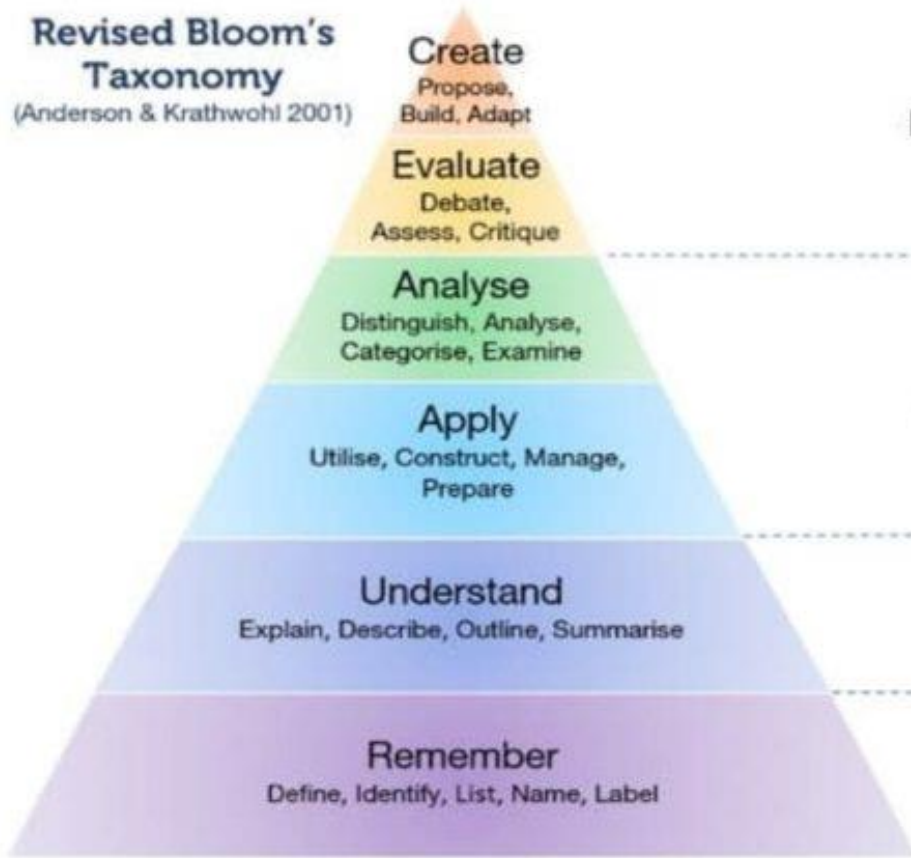 Revised Bloom's
Taxonomy
(Anderson & Krathwohl 2001)
Create
Propose,
Build, Adapt
Evaluate
Debate,
Assess, Critique
Analyse
Distinguish, Analyse,
Categorise, Examine
Apply
Utilise, Construct, Manage,
Prepare
Understand
Explain, Describe, Outline, Summarise
Remember
Define, Identify, List, Name, Label